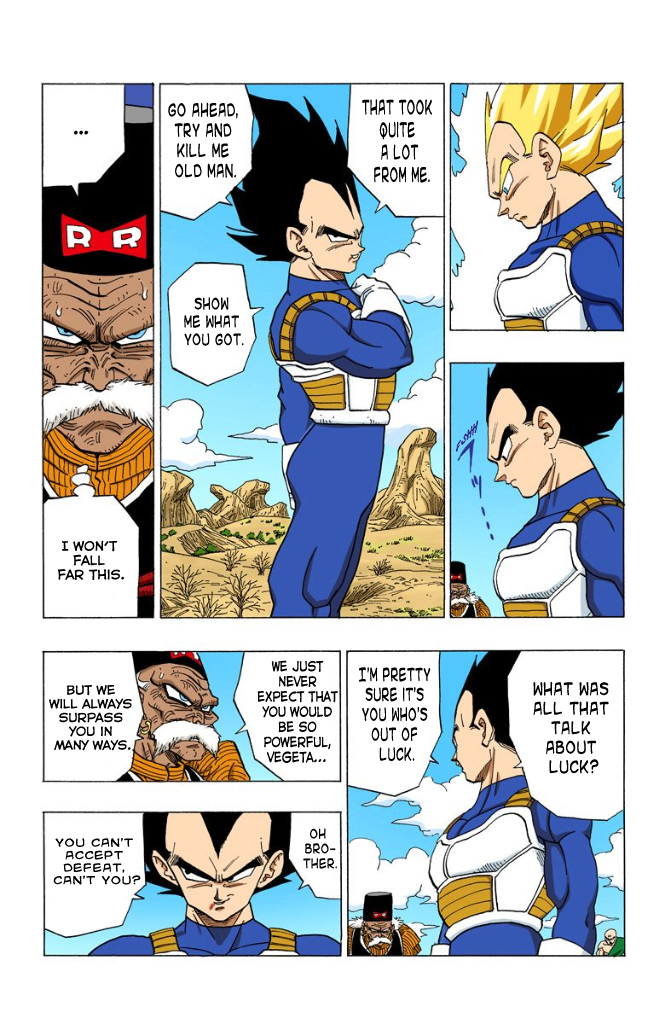 FSHHH
THAT TOOK
QUITE
A LOT
FROM ME.
GO AHEAD,
TRY AND
KILL ME
OLD MAN.
SHOW
ME WHAT
YOU GOT.
...
R R
I WON'T
FALL
FAR THIS.
WHAT WAS
ALL THAT
TALK
ABOUT
LUCK?
I'M PRETTY
SURE IT'S
YOU WHO'S
OUT OF
LUCK.
WE JUST
NEVER
EXPECT THAT
YOU WOULD
BE SO
POWERFUL,
VEGETA...
BUT WE
WILL ALWAYS
SURPASS
YOU IN
MANY WAYS.
OH
BRO-
THER.
YOU CAN'T
ACCEPT
DEFEAT,
CAN'T YOU?